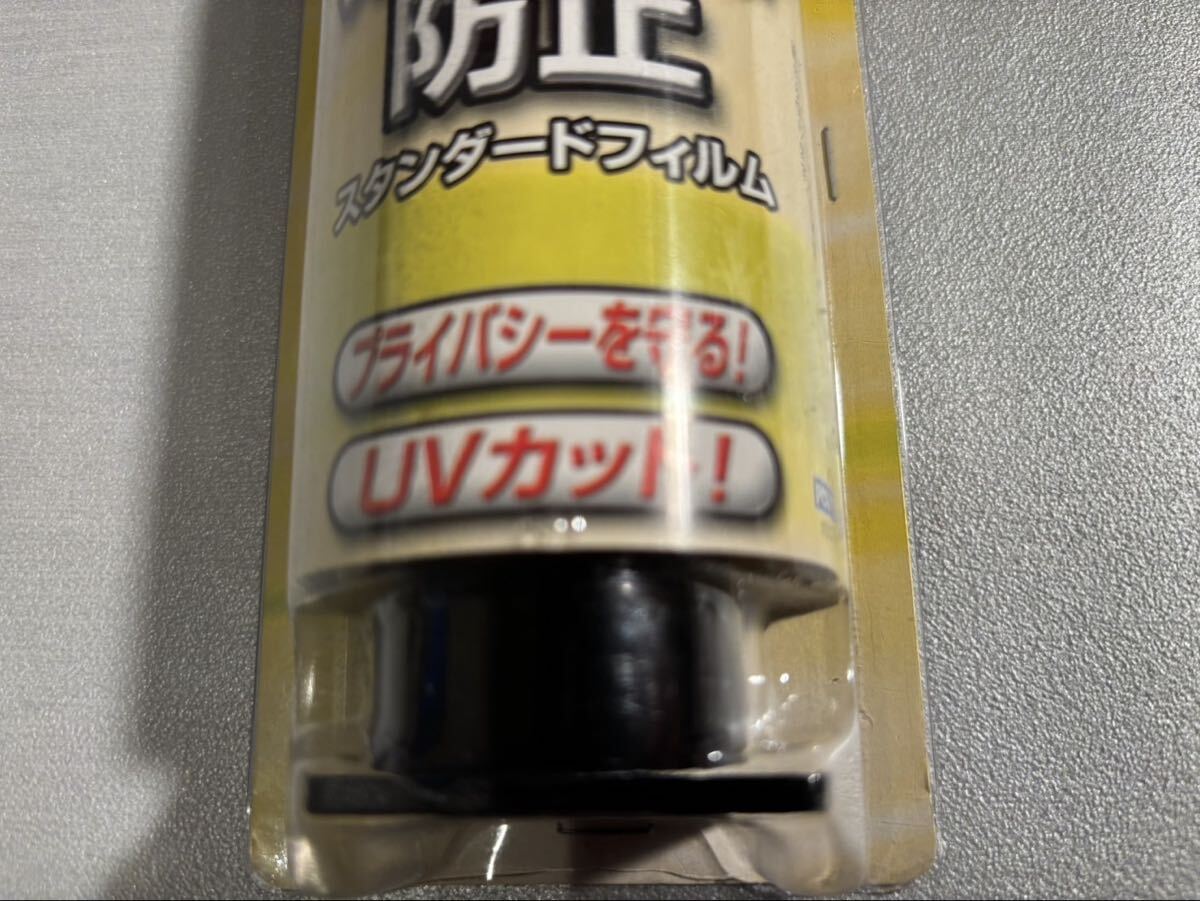 防止
スタンダードフィルム
プライバシーを守る!
UVカット!